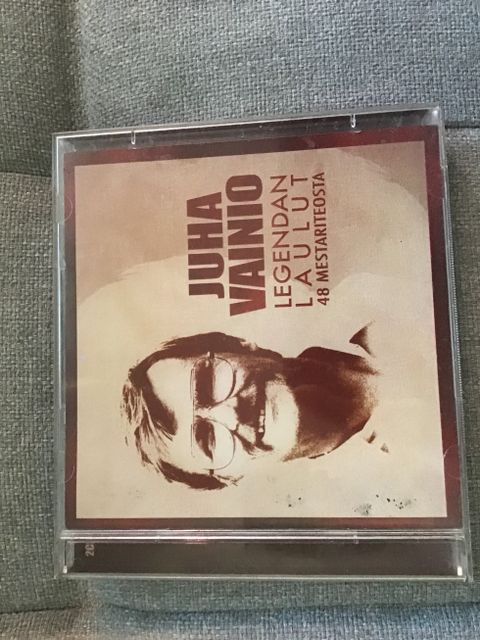 JUHA
VAINIO
LEGENDAN
LAULUT
48 MESTARITEOSTA